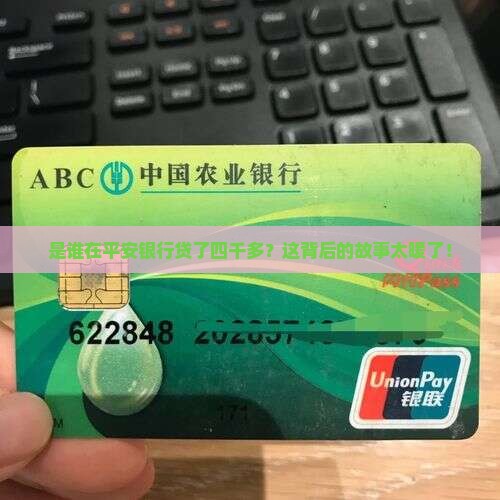 ABC 中国农业银行
是谁在平安银行贷了四千多？这背后的故事太暖了！
622848
171
UnionPay
银联